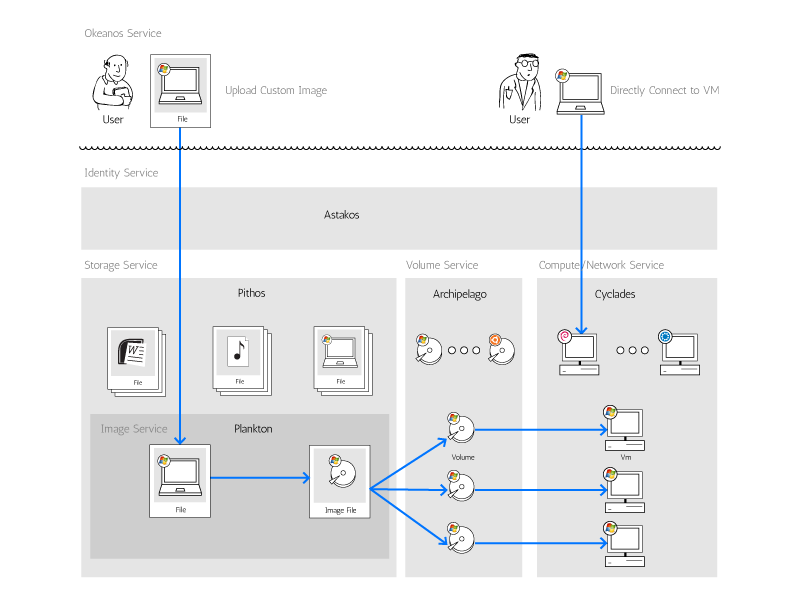 Okeanos Service
User
File
Upload Custom Image
User
Directly Connect to VM
Identity Service
Astakos
Storage Service
Volume Service
Compute/Network Service
Pithos
Archipelago
Cyclades
W
File
File
File
Image Service
Plankton
File
Image File
Volume
Vm